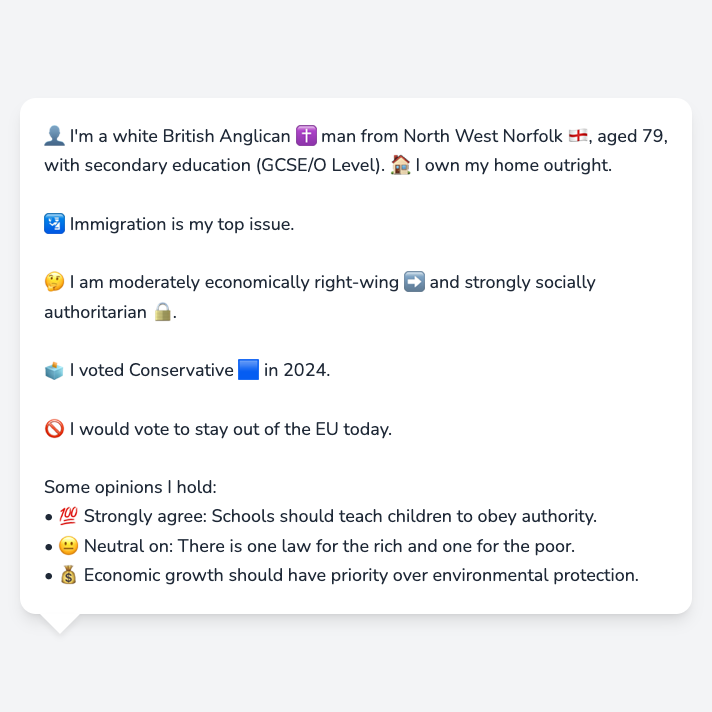 👤 I'm a white British Anglican ✝️ man from North West Norfolk 🏴󠁧󠁢󠁥󠁮󠁧󠁿, aged 79,
with secondary education (GCSE/O Level). 🏠 I own my home outright.
🛂 Immigration is my top issue.
🤔 I am moderately economically right-wing ➡️ and strongly socially
authoritarian 🔒.
🗳️ I voted Conservative 🟦 in 2024.
🚫 I would vote to stay out of the EU today.
Some opinions I hold:
• 💯 Strongly agree: Schools should teach children to obey authority.
• 😐 Neutral on: There is one law for the rich and one for the poor.
• 💰 Economic growth should have priority over environmental protection.